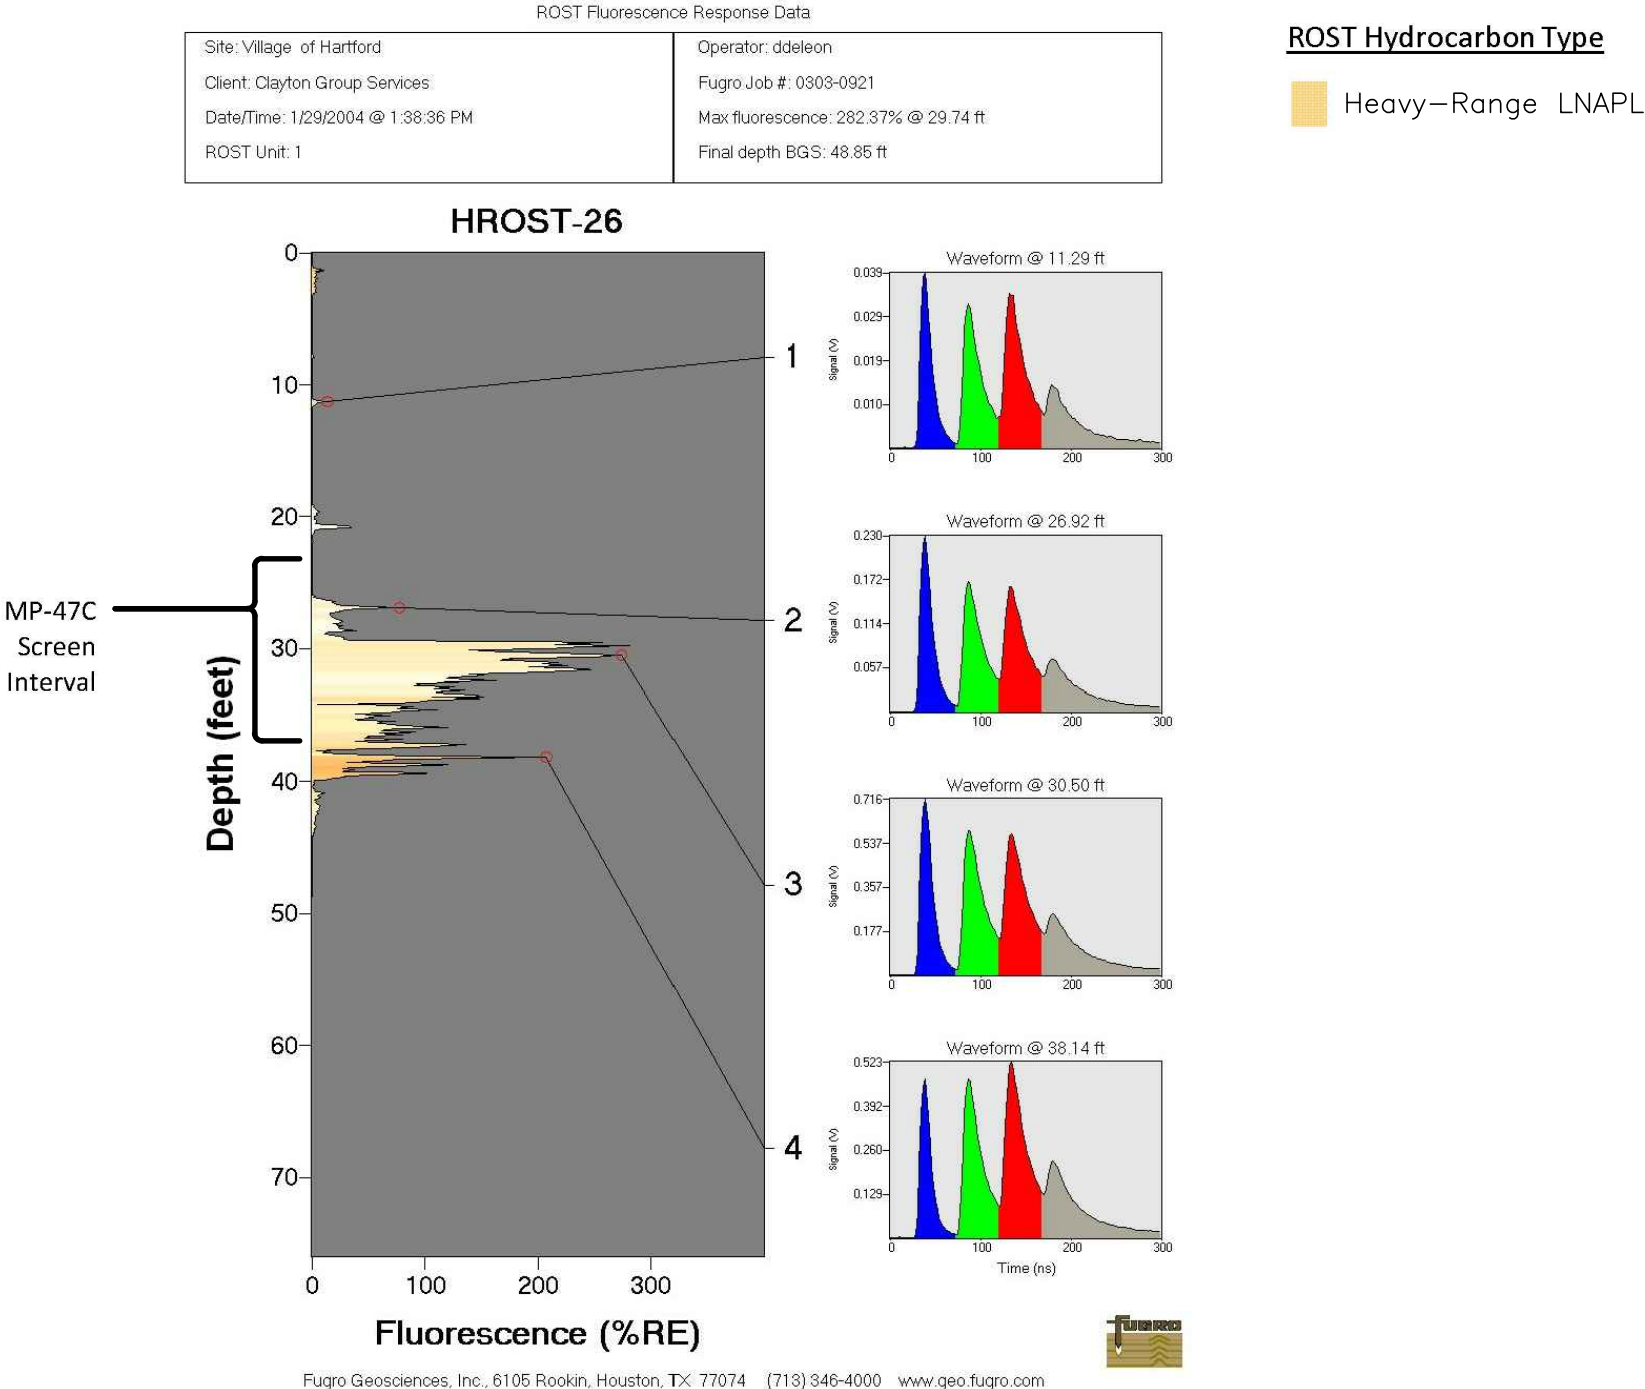 ROST Fluorescence Response Data
Site: Village of Hartford
Client: Clayton Group Services
Date/Time: 1/29/2004 @ 1:38:36 PM
ROST Unit: 1
Operator: ddeleon
Fugro Job #: 0303-0921
Max fluorescence: 282.37% @ 29.74 ft
Final depth BGS: 48.85 ft
ROST Hydrocarbon Type
Heavy-Range LNAPL
HROST-26
0
10
20
30
40
50
60
70
Depth (feet)
MP-47C
Screen
Interval
1
2
3
4
0 100 200 300
Fluorescence (%RE)
Waveform @ 11.29 ft
0.039
0.029
0.019
0.010
Signal (V)
0 100 200 300
Waveform @ 26.92 ft
0.230
0.172
0.114
0.057
Signal (V)
0 100 200 300
Waveform @ 30.50 ft
0.716
0.537
0.357
0.177
Signal (V)
0 100 200 300
Waveform @ 38.14 ft
0.523
0.392
0.260
0.129
Signal (V)
0 100 200 300
Time (ns)
fugro
Fugro Geosciences, Inc., 6105 Rookin, Houston, TX 77074 (713) 346-4000 www.geo.fugro.com